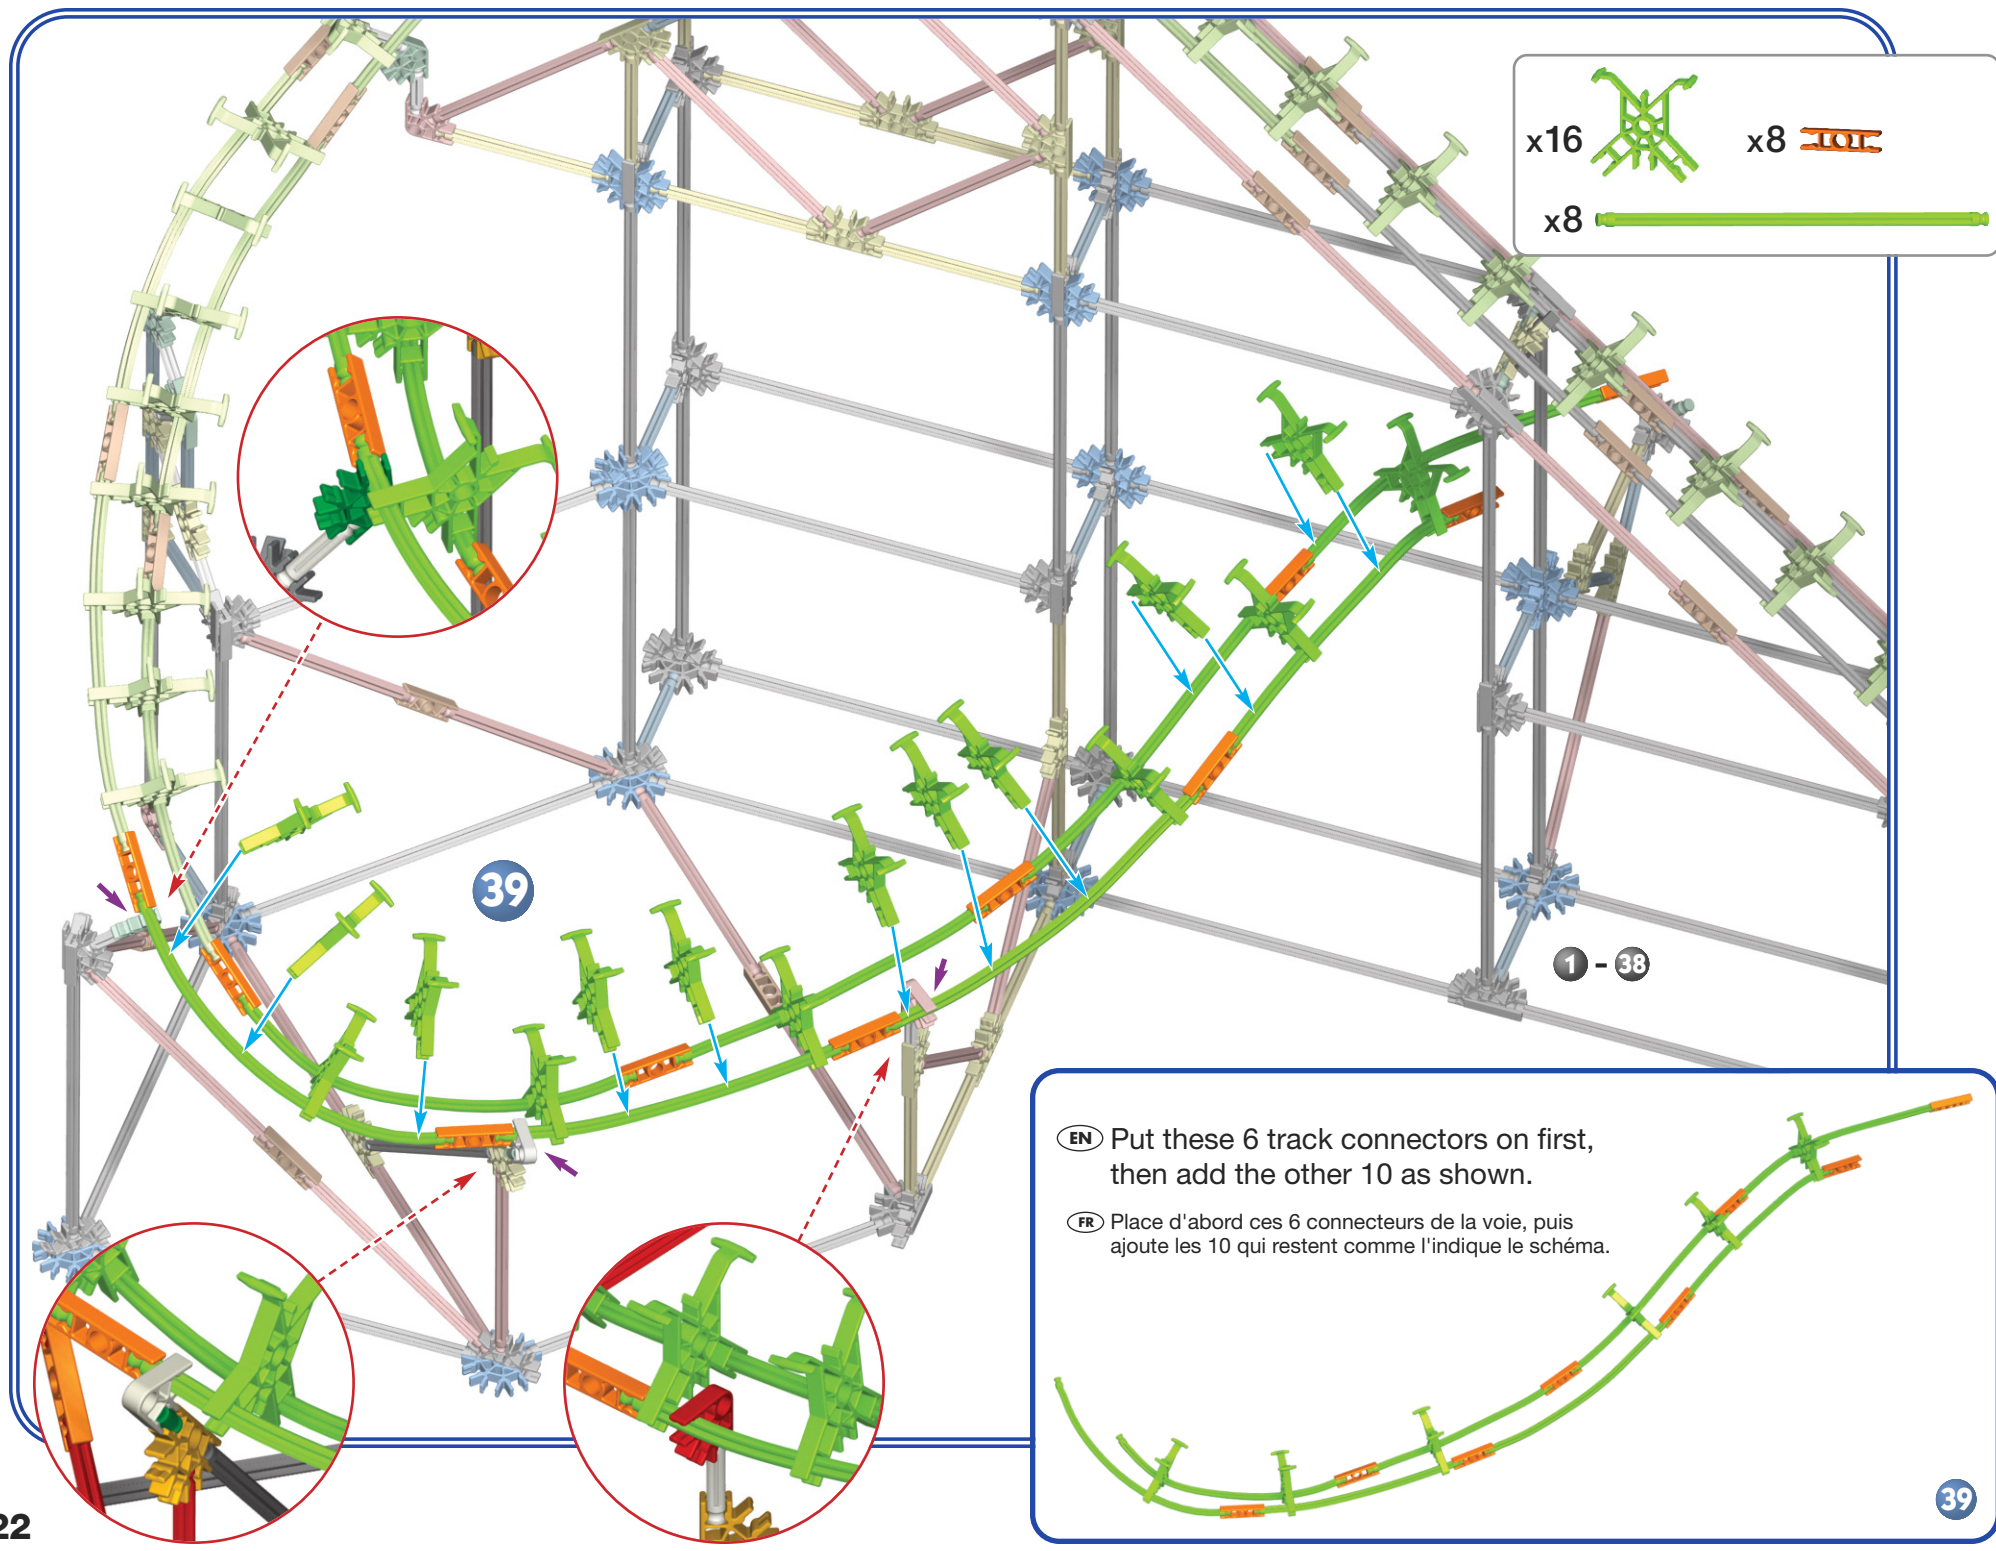 x16
x8
x8
39
1 - 38
EN Put these 6 track connectors on first,
then add the other 10 as shown.
FR Place d'abord ces 6 connecteurs de la voie, puis
ajoute les 10 qui restent comme l'indique le schéma.
39
22